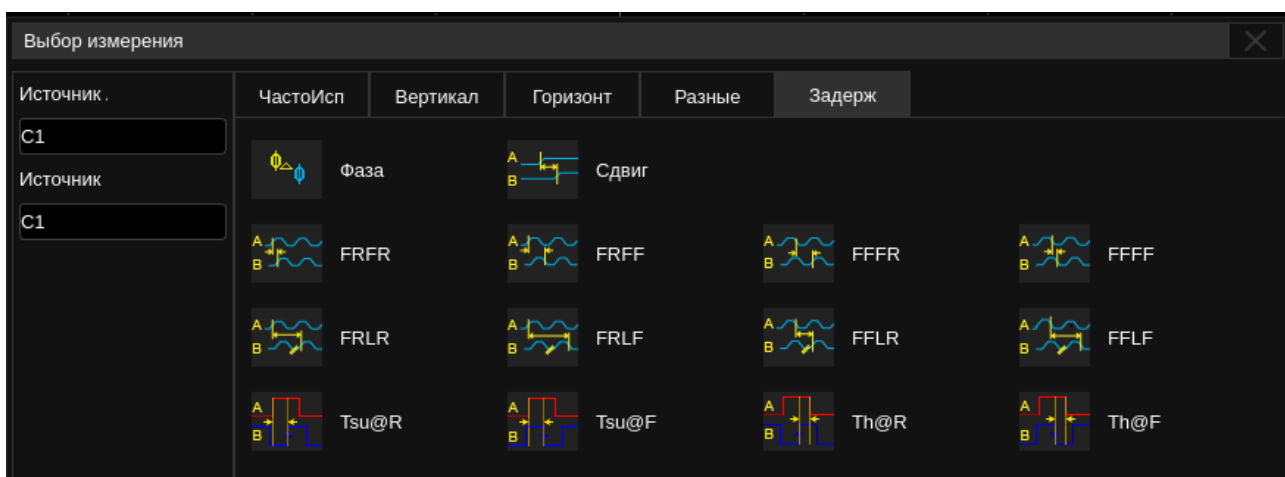 Выбор измерения
Источник.
ЧастоИсп Вертикал Горизонт Разные Задерж
C1
Источник
C1
Φ Φ Фаза
A B Сдвиг
A B FRFR
A B FRFF
A B FFFR
A B FFFF
A B FRLR
A B FRLF
A B FFLR
A B FFLF
A B Tsu@R
A B Tsu@F
A B Th@R
A B Th@F